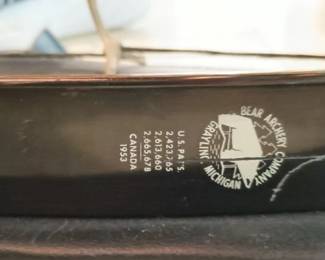 BEAR ARCHERY COMPANY
GRAYLING MICHIGAN
U.S. PATS.
2,423,765
2,613,660
2,665,678
CANADA
1953